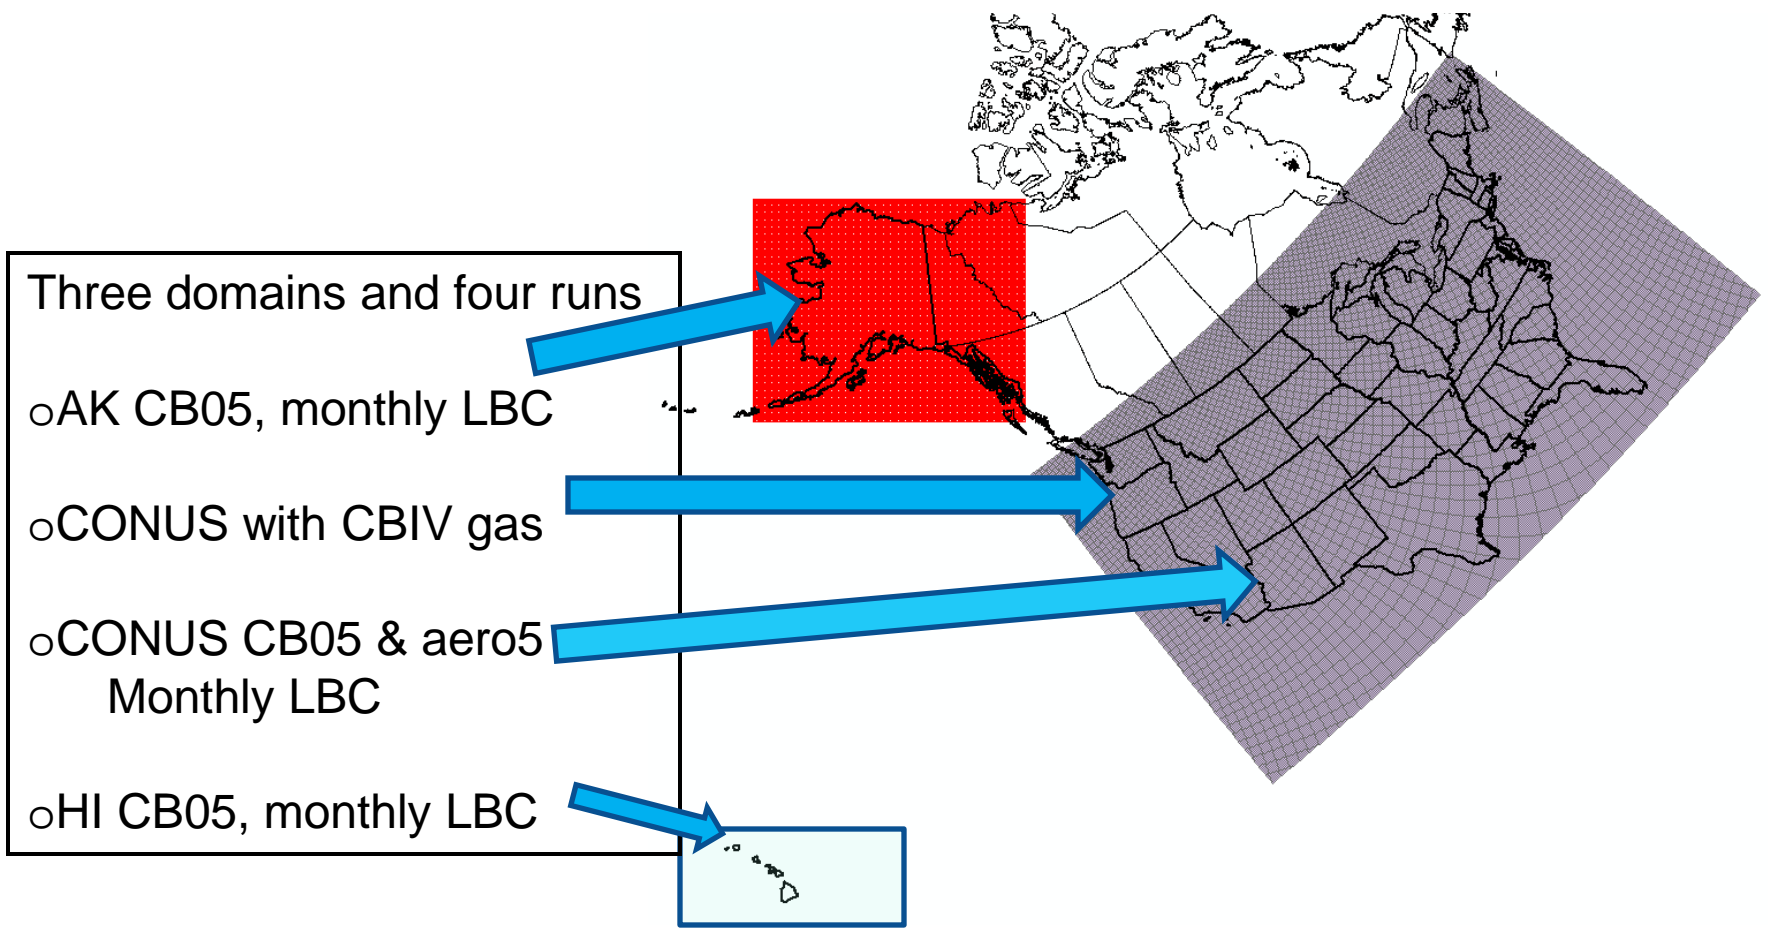 Three domains and four runs
oAK CB05, monthly LBC
oCONUS with CBIV gas
oCONUS CB05 & aero5
Monthly LBC
oHI CB05, monthly LBC